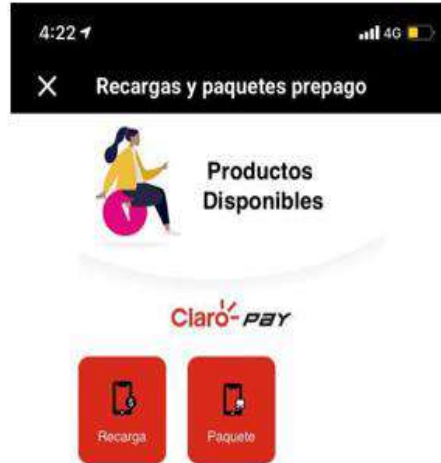 4:22
4G
Recargas y paquetes prepago
Productos
Disponibles
Claro-pay
Recarga
Paquete